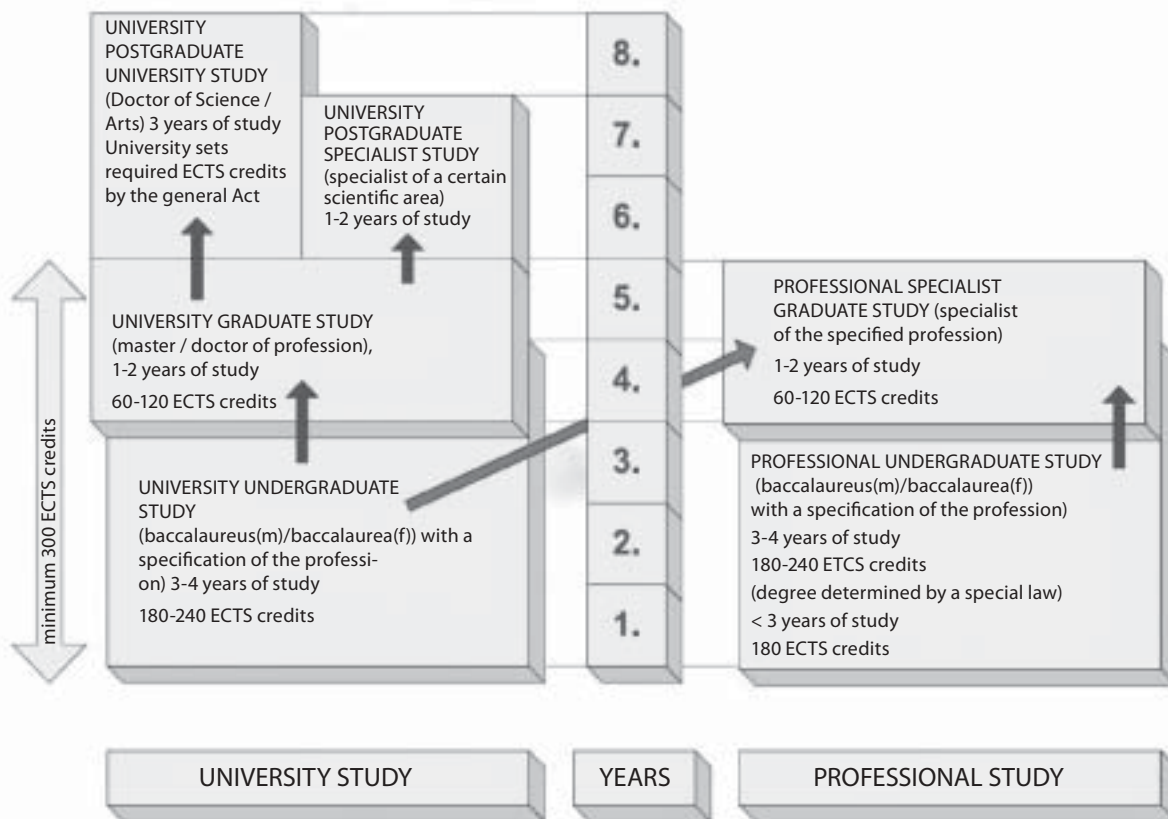 UNIVERSITY
POSTGRADUATE
UNIVERSITY STUDY
(Doctor of Science /
Arts) 3 years of study
University sets
required ECTS credits
by the general Act
UNIVERSITY
POSTGRADUATE
SPECIALIST STUDY
(specialist of a certain
scientific area)
1-2 years of study
8.
7.
6.
5.
4.
3.
2.
1.
minimum 300 ECTS credits
UNIVERSITY GRADUATE STUDY
(master / doctor of profession),
1-2 years of study
60-120 ECTS credits
PROFESSIONAL SPECIALIST
GRADUATE STUDY (specialist
of the specified profession)
1-2 years of study
60-120 ECTS credits
UNIVERSITY UNDERGRADUATE
STUDY
(baccalaureus(m)/baccalaurea(f)) with a
specification of the professi-
on) 3-4 years of study
180-240 ECTS credits
PROFESSIONAL UNDERGRADUATE STUDY
(baccalaureus(m)/baccalaurea(f))
with a specification of the profession)
3-4 years of study
180-240 ETCS credits
(degree determined by a special law)
< 3 years of study
180 ECTS credits
UNIVERSITY STUDY
YEARS
PROFESSIONAL STUDY